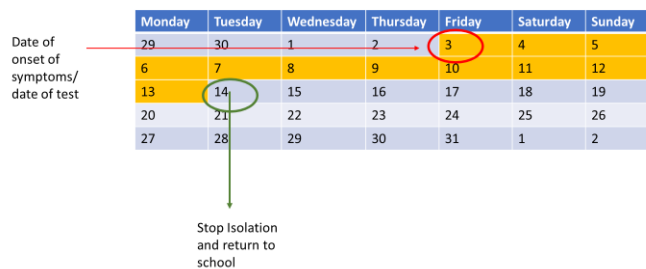 Monday Tuesday Wednesday Thursday Friday Saturday Sunday
Date of
onset of
symptoms/
date of test
29 30 1 2 3 4 5
6 7 8 9 10 11 12
13 14 15 16 17 18 19
20 21 22 23 24 25 26
27 28 29 30 31 1 2
Stop Isolation
and return to
school